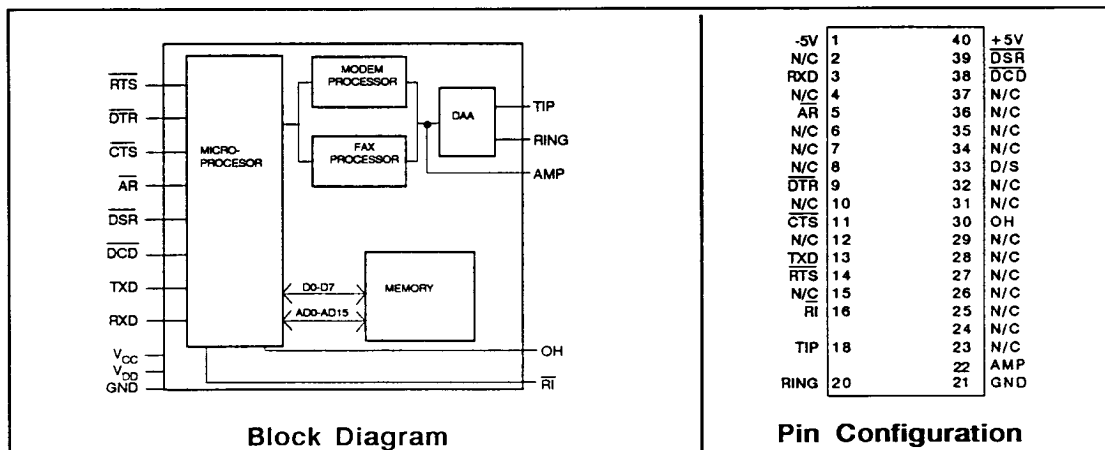 RTS
DTR
CTS
AR
DSR
DCD
TXD
RXD
VCC
VDD
GND
MICRO-
PROCESOR
MODEM
PROCESSOR
FAX
PROCESSOR
DAA
TIP
RING
AMP
D0-D7
AD0-AD15
MEMORY
OH
RI
Block Diagram
-5V 1 40 +5V
N/C 2 39 DSR
RXD 3 38 DCD
N/C 4 37 N/C
AR 5 36 N/C
N/C 6 35 N/C
N/C 7 34 N/C
N/C 8 33 D/S
DTR 9 32 N/C
N/C 10 31 N/C
CTS 11 30 OH
N/C 12 29 N/C
TXD 13 28 N/C
RTS 14 27 N/C
N/C 15 26 N/C
RI 16 25 N/C
24 N/C
TIP 18 23 N/C
22 AMP
RING 20 21 GND
Pin Configuration